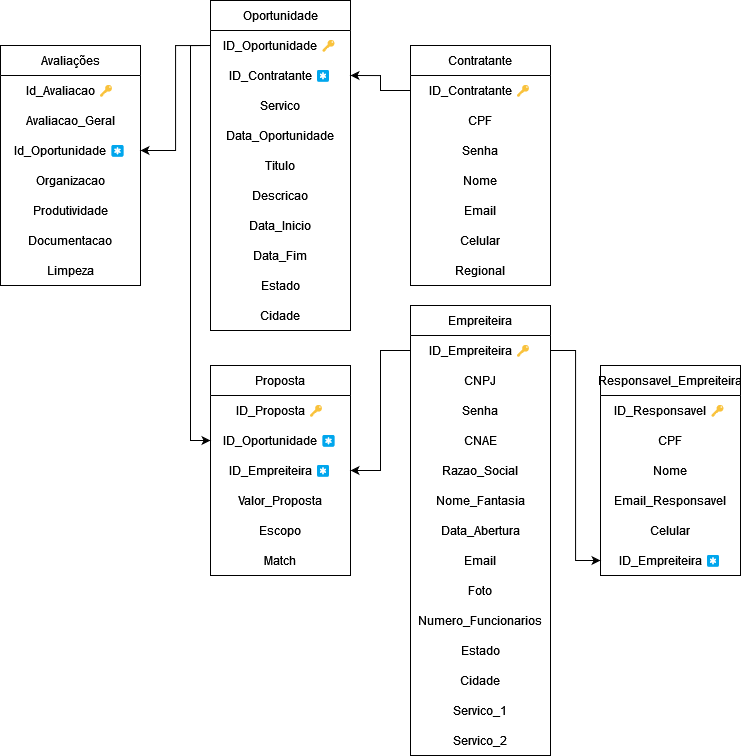 Avaliações
Id_Avaliacao 🔑
Avaliacao_Geral
Id_Oportunidade *️⃣
Organizacao
Produtividade
Documentacao
Limpeza
Oportunidade
ID_Oportunidade 🔑
ID_Contratante *️⃣
Servico
Data_Oportunidade
Titulo
Descricao
Data_Inicio
Data_Fim
Estado
Cidade
Contratante
ID_Contratante 🔑
CPF
Senha
Nome
Email
Celular
Regional
Proposta
ID_Proposta 🔑
ID_Oportunidade *️⃣
ID_Empreiteira *️⃣
Valor_Proposta
Escopo
Match
Empreiteira
ID_Empreiteira 🔑
CNPJ
Senha
CNAE
Razao_Social
Nome_Fantasia
Data_Abertura
Email
Foto
Numero_Funcionarios
Estado
Cidade
Servico_1
Servico_2
Responsavel_Empreiteira
ID_Responsavel 🔑
CPF
Nome
Email_Responsavel
Celular
ID_Empreiteira *️⃣